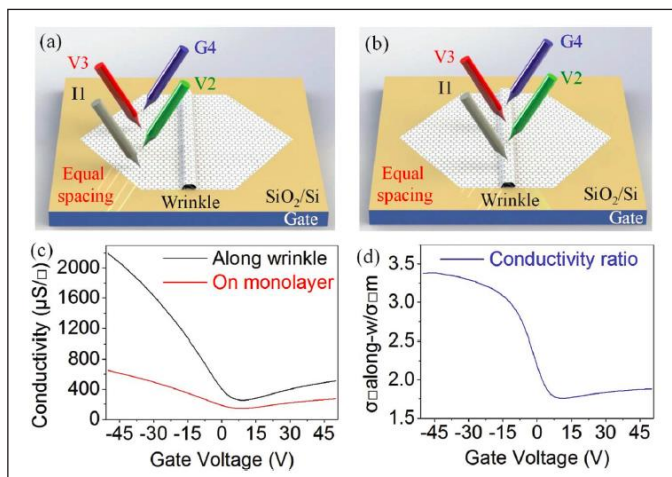 (a)
G4
V3
V2
I1
Equal
spacing
Wrinkle
SiO₂/Si
Gate
(b)
G4
V3
V2
I1
Equal
spacing
Wrinkle
SiO₂/Si
Gate
(c)
Along wrinkle
On monolayer
Conductivity (μS/□)
2000
1600
1200
800
400
0
-45 -30 -15 0 15 30 45
Gate Voltage (V)
(d)
Conductivity ratio
σ□along-w/σ□m
3.5
3.0
2.5
2.0
1.5
-45 -30 -15 0 15 30 45
Gate Voltage (V)